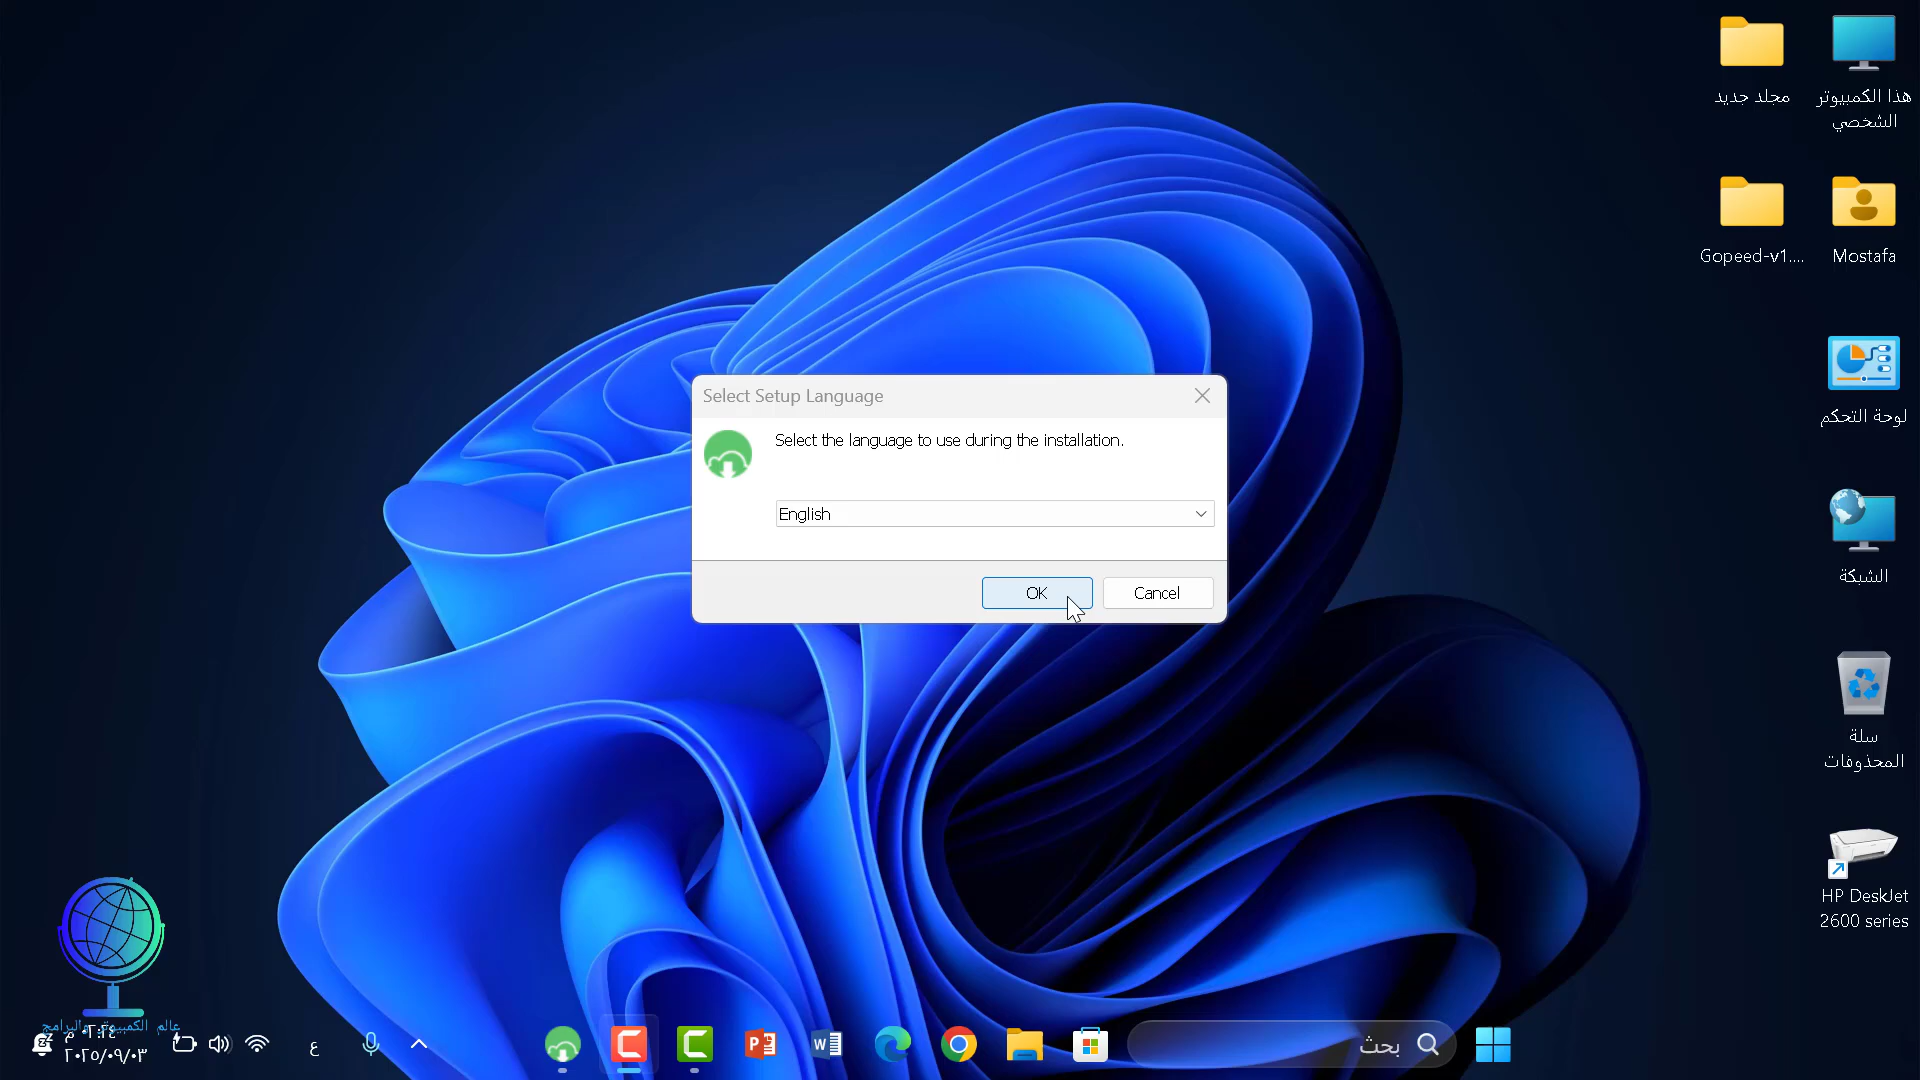 هذا الكمبيوتر
الشخصي
مجلد جديد
Mostafa
Gopeed-v1....
لوحة التحكم
الشبكة
سلة
المحذوفات
HP DeskJet
2600 series
Select Setup Language
Select the language to use during the installation.
English
OK
Cancel
عالم الكمبيوتر والبرامج
بحث
ع
٠٢:١٤ م
٢٠٢٥/٠٩/٠٣